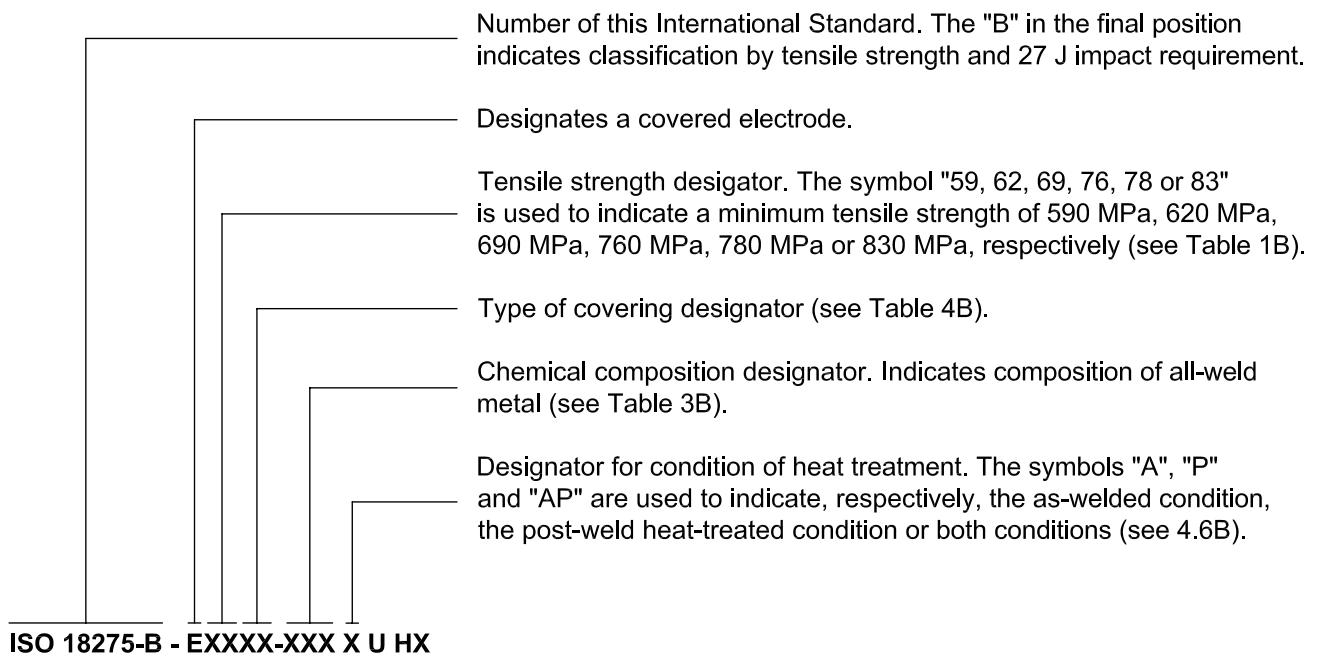 Number of this International Standard. The "B" in the final position
indicates classification by tensile strength and 27 J impact requirement.
Designates a covered electrode.
Tensile strength desigator. The symbol "59, 62, 69, 76, 78 or 83"
is used to indicate a minimum tensile strength of 590 MPa, 620 MPa,
690 MPa, 760 MPa, 780 MPa or 830 MPa, respectively (see Table 1B).
Type of covering designator (see Table 4B).
Chemical composition designator. Indicates composition of all-weld
metal (see Table 3B).
Designator for condition of heat treatment. The symbols "A", "P"
and "AP" are used to indicate, respectively, the as-welded condition,
the post-weld heat-treated condition or both conditions (see 4.6B).
ISO 18275-B - EXXXX-XXX X U HX